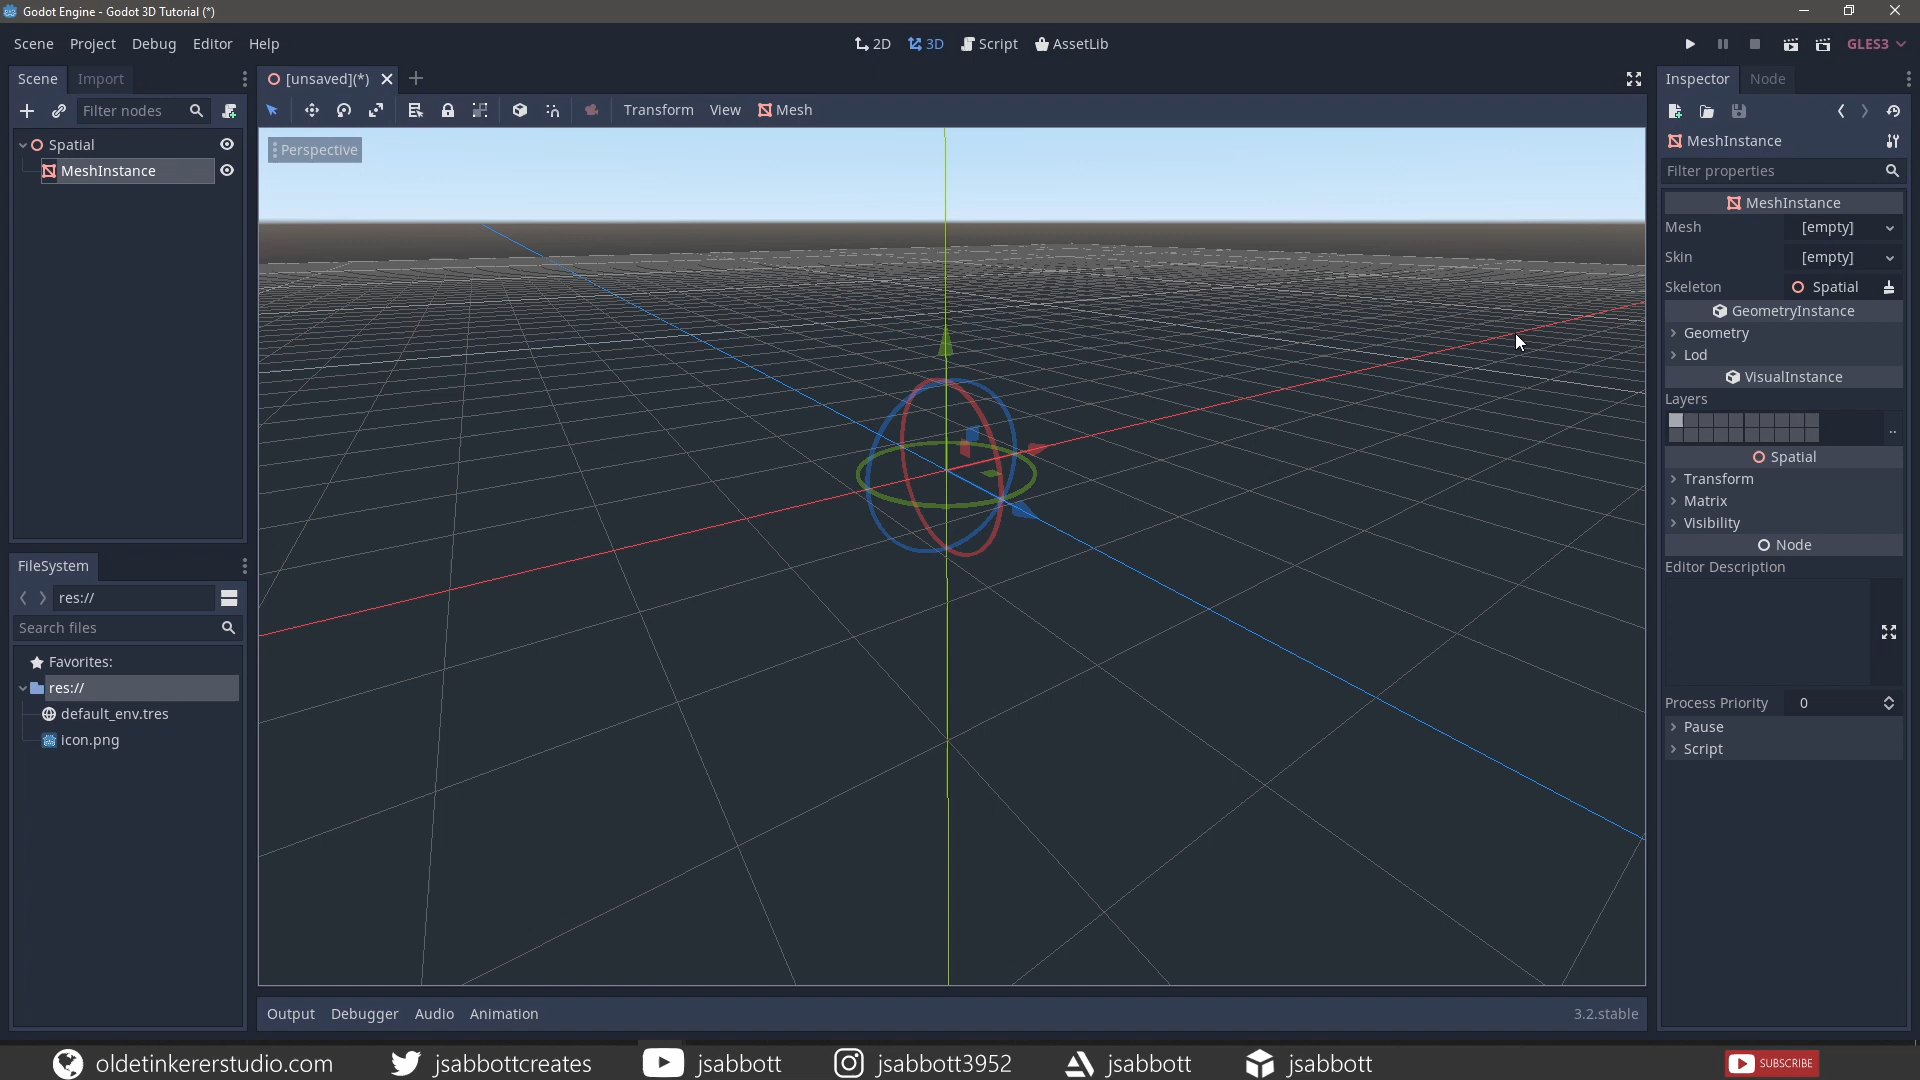 Godot Engine - Godot 3D Tutorial (*)
Scene Project Debug Editor Help
2D 3D Script AssetLib
GLES3
Scene Import
[unsaved](*)
Inspector Node
Filter nodes
Transform View Mesh
Spatial
MeshInstance
Perspective
MeshInstance
Filter properties
MeshInstance
Mesh [empty]
Skin [empty]
Skeleton Spatial
GeometryInstance
Geometry
Lod
VisualInstance
Layers
..
Spatial
Transform
Matrix
Visibility
Node
Editor Description
Process Priority 0
Pause
Script
FileSystem
res://
Search files
Favorites:
res://
default_env.tres
icon.png
Output Debugger Audio Animation
3.2.stable
oldetinkererstudio.com jsabbottcreates jsabbott jsabbott3952 jsabbott jsabbott SUBSCRIBE